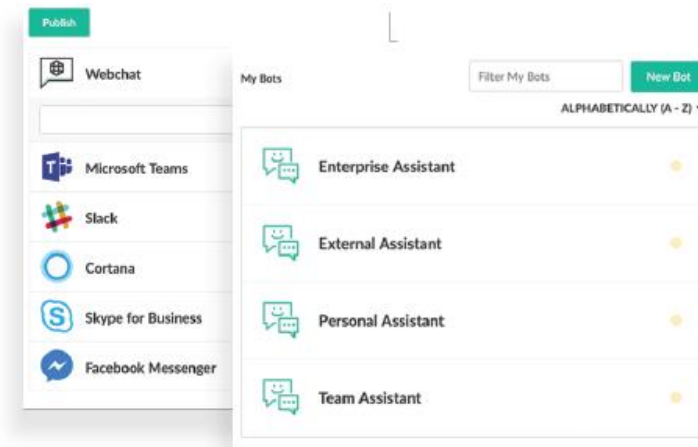 Publish
Webchat
Microsoft Teams
Slack
Cortana
Skype for Business
Facebook Messenger
My Bots
Filter My Bots
New Bot
ALPHABETICALLY (A - Z)
Enterprise Assistant
External Assistant
Personal Assistant
Team Assistant